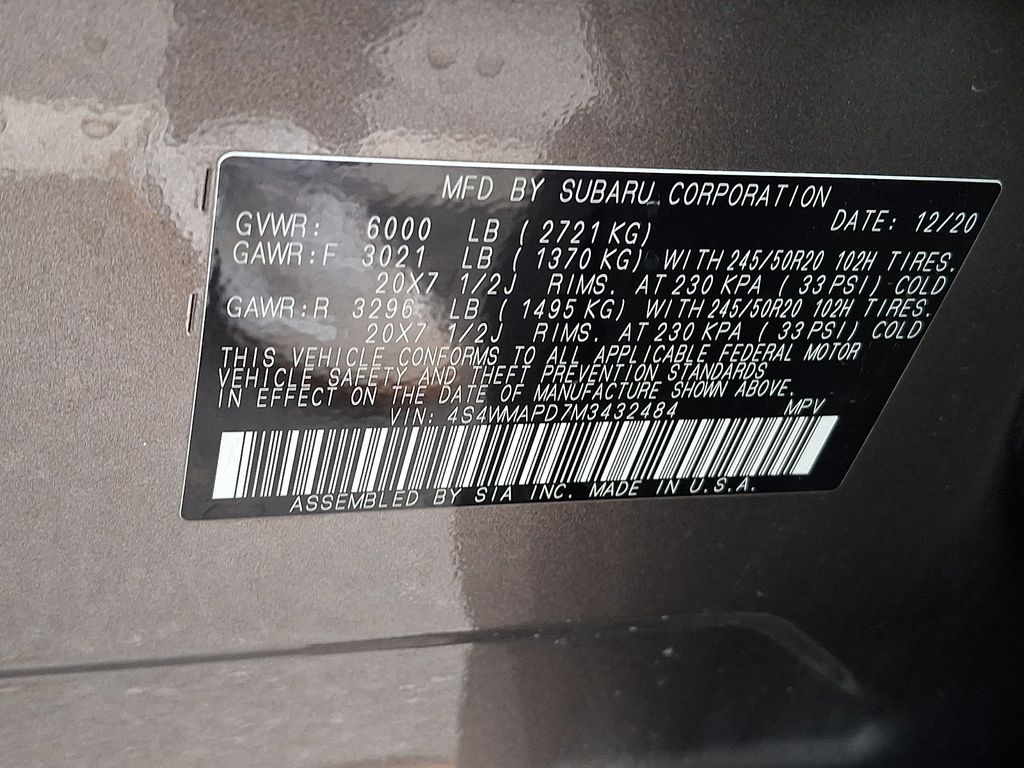 MFD BY SUBARU CORPORATION
GVWR: 6000 LB ( 2721 KG) DATE: 12/20
GAWR:F 3021 LB ( 1370 KG) WITH 245/50R20 102H TIRES.
20X7 1/2J RIMS. AT 230 KPA ( 33 PSI) COLD
GAWR:R 3296 LB ( 1495 KG) WITH 245/50R20 102H TIRES.
20X7 1/2J RIMS. AT 230 KPA ( 33 PSI) COLD
THIS VEHICLE CONFORMS TO ALL APPLICABLE FEDERAL MOTOR
VEHICLE SAFETY AND THEFT PREVENTION STANDARDS
IN EFFECT ON THE DATE OF MANUFACTURE SHOWN ABOVE.
VIN: 4S4WMAPD7M3432484 MPV
ASSEMBLED BY SIA INC. MADE IN U.S.A.